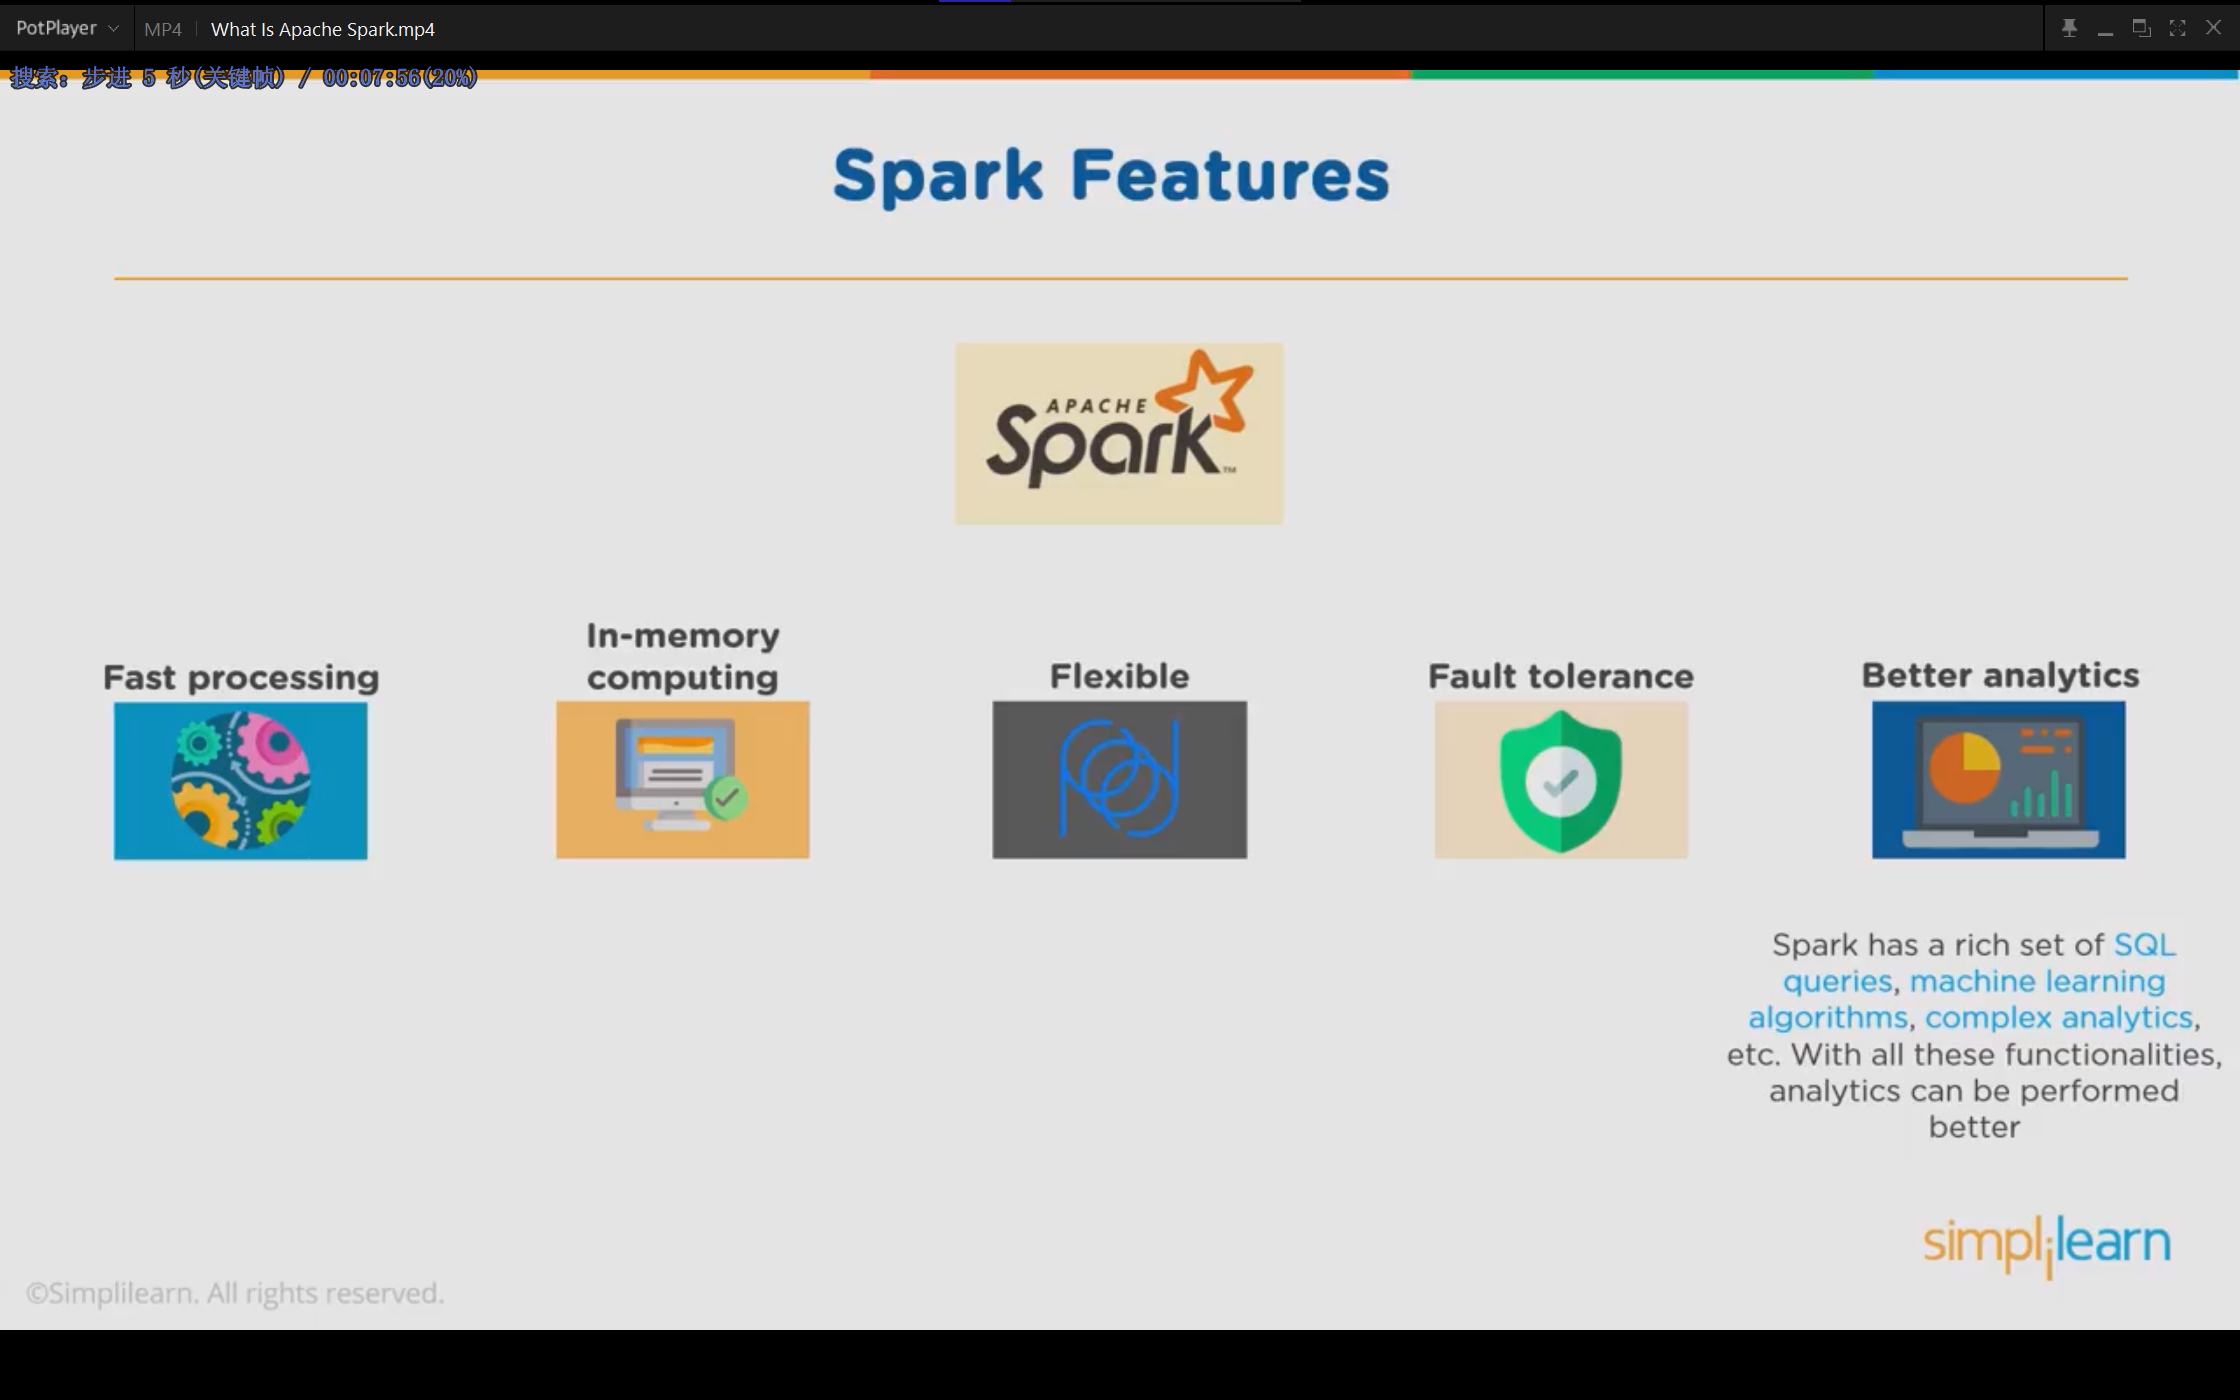 PotPlayer
MP4
What Is Apache Spark.mp4
搜索: 步进 5 秒(关键帧) / 00:07:56(20%)
Spark Features
APACHE
Spark™
Fast processing
In-memory
computing
Flexible
Fault tolerance
Better analytics
Spark has a rich set of SQL
queries, machine learning
algorithms, complex analytics,
etc. With all these functionalities,
analytics can be performed
better
simplilearn
©Simplilearn. All rights reserved.